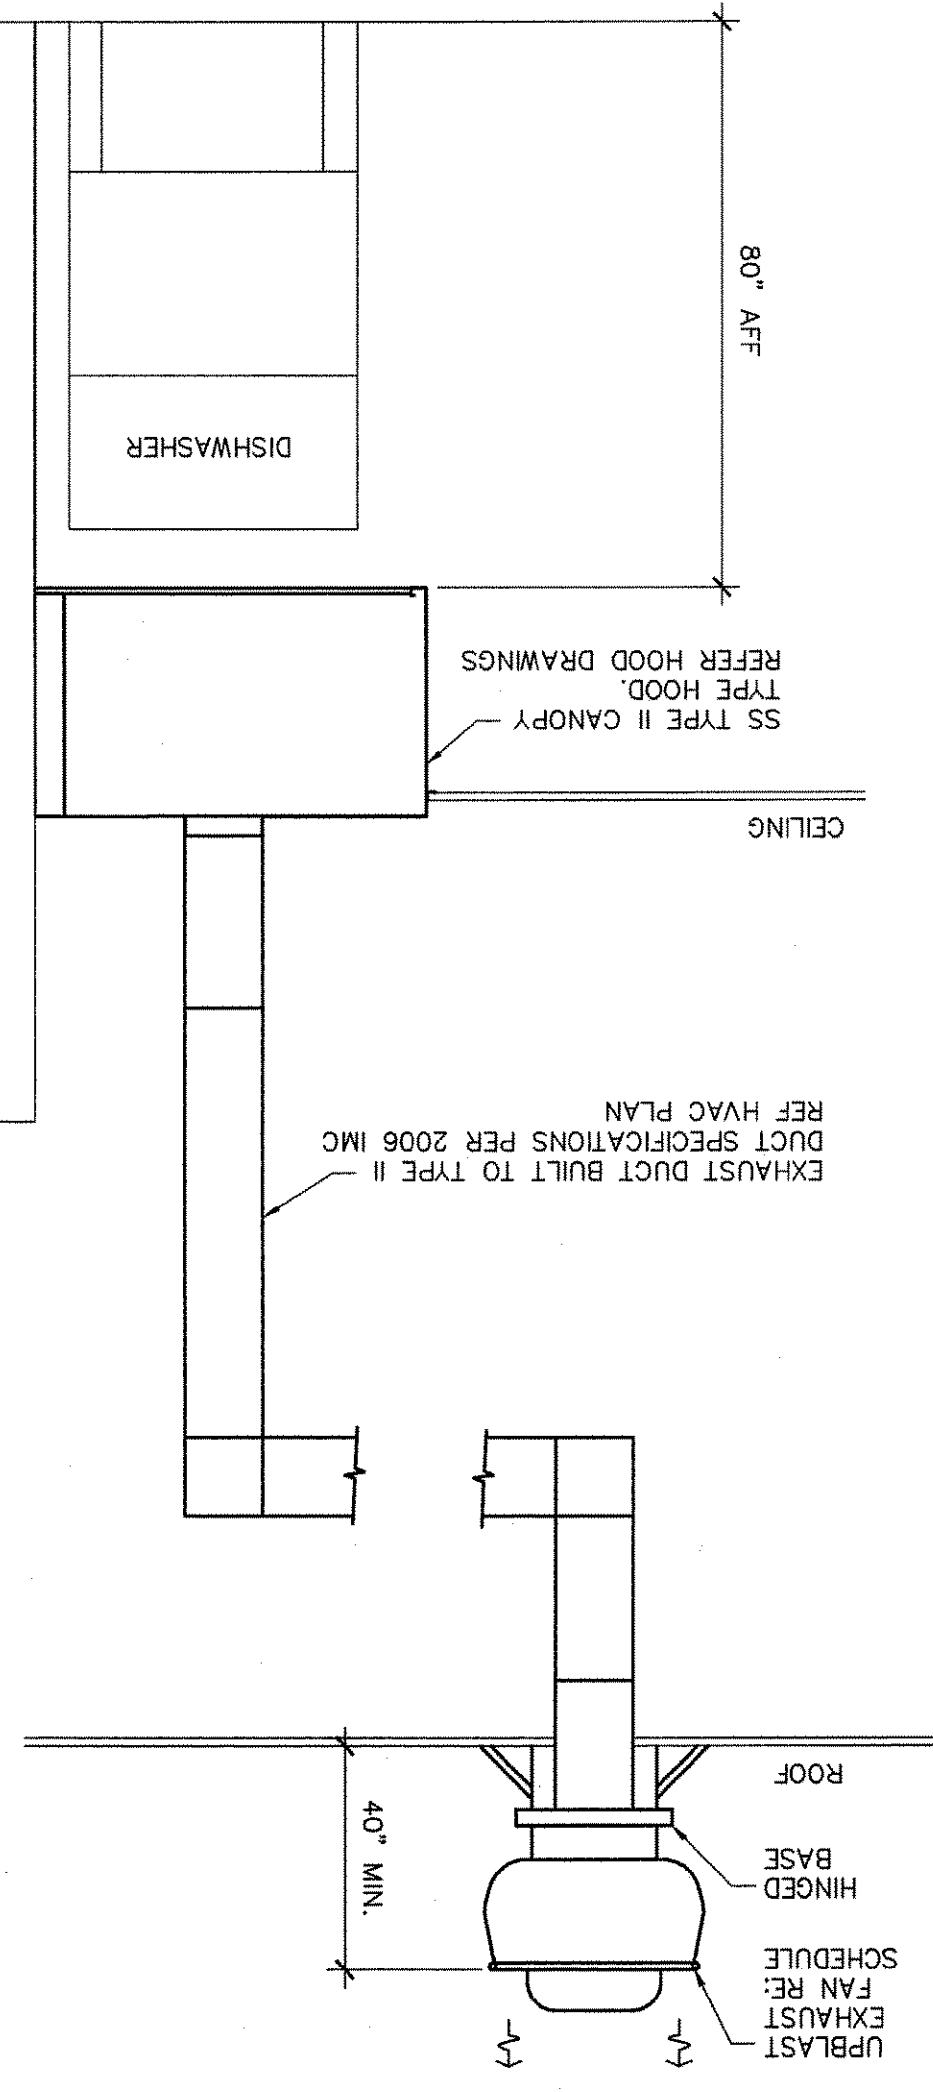 UPBLAST
EXHAUST
FAN RE:
SCHEDULE
HINGED
BASE
ROOF
40" MIN.
EXHAUST DUCT BUILT TO TYPE II
DUCT SPECIFICATIONS PER 2006 IMC
REF HVAC PLAN
CEILING
SS TYPE II CANOPY
TYPE HOOD.
REFER HOOD DRAWINGS
DISHWASHER
80" AFF